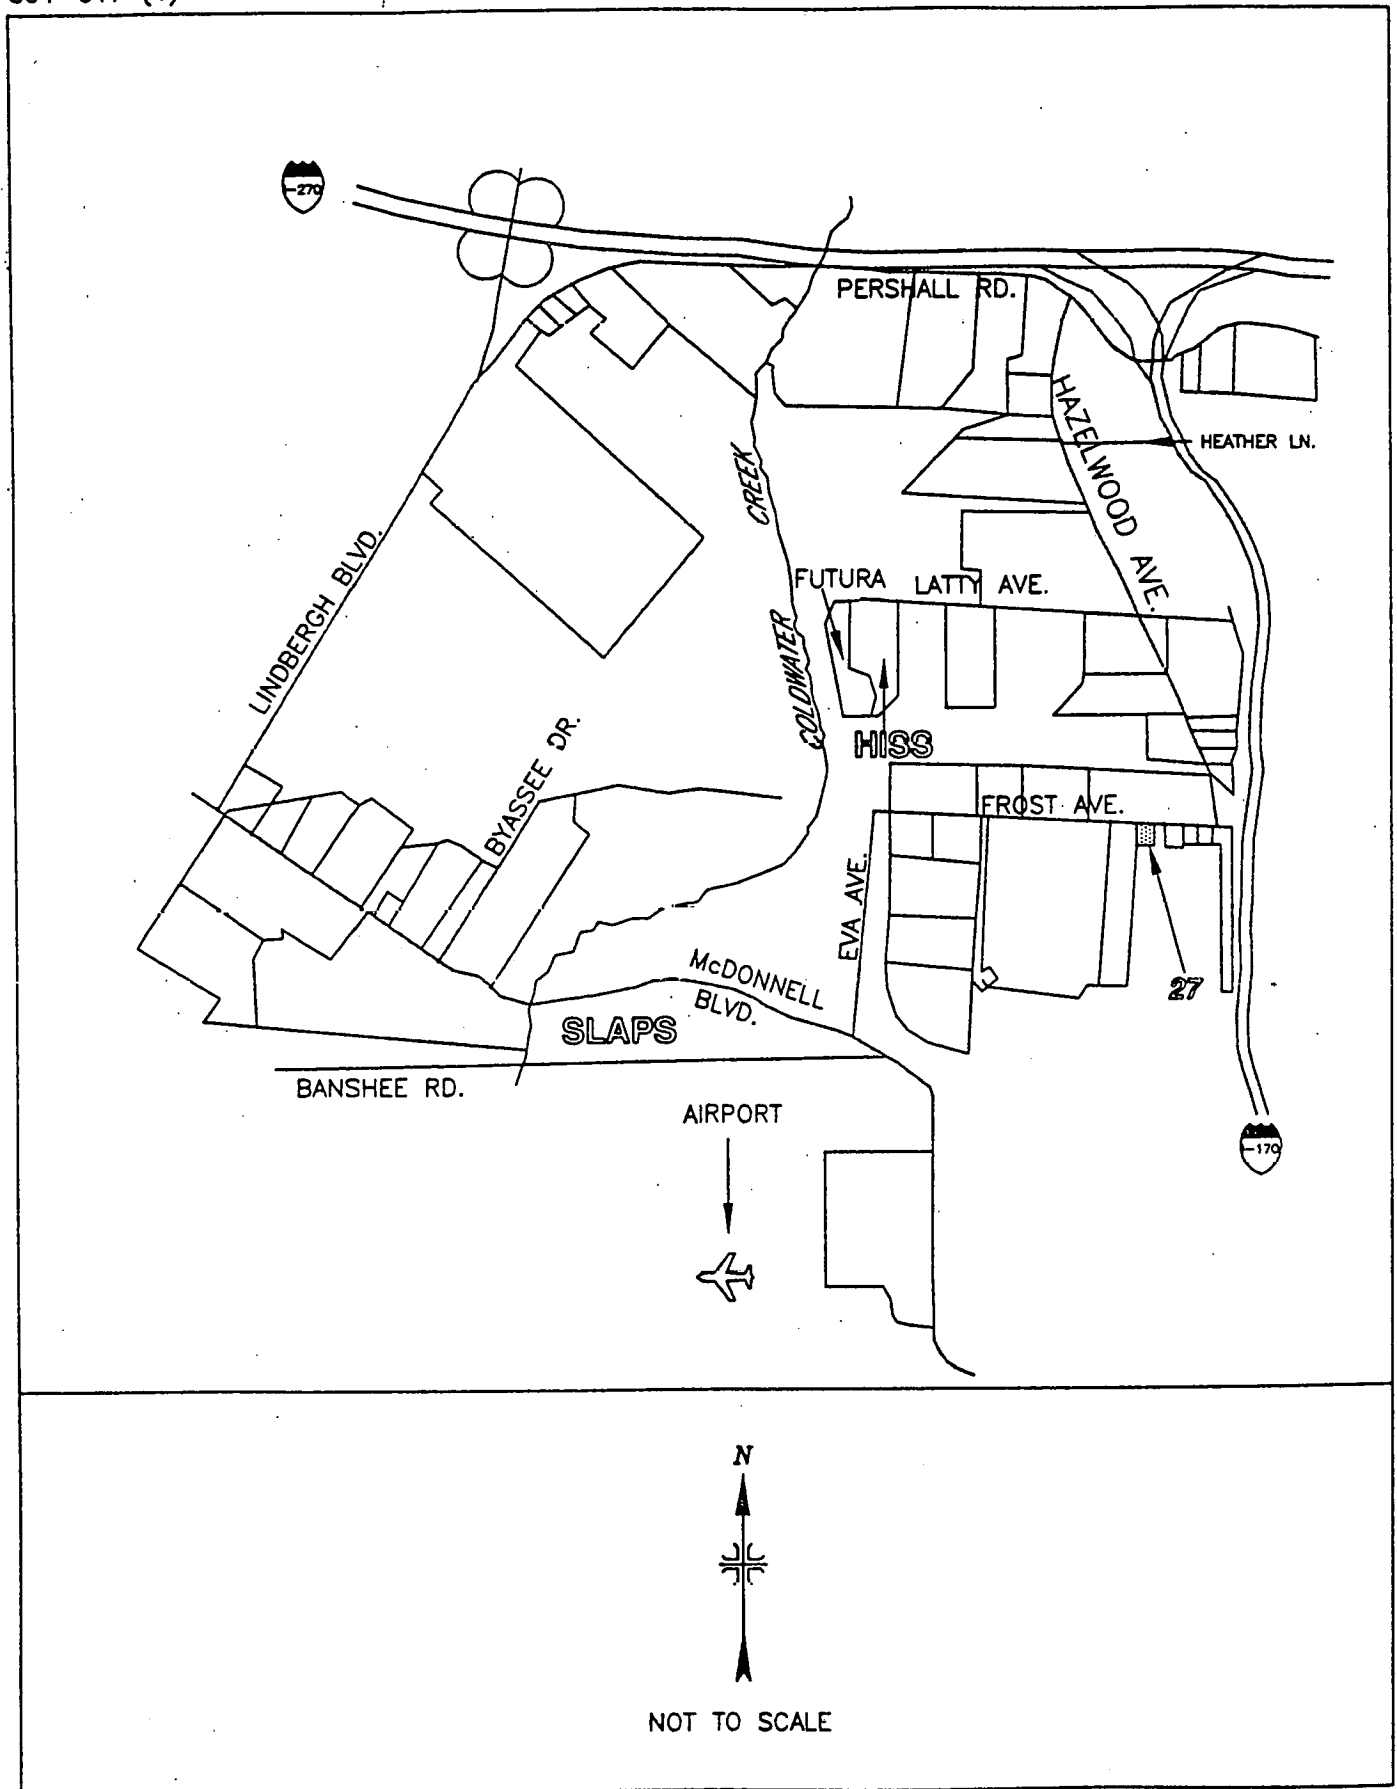 I-270
PERSHALL RD.
HAZELWOOD AVE.
HEATHER LN.
CREEK
COLDWATER
LINDBERGH BLVD.
FUTURA
LATTY AVE.
HISS
BYASSEE DR.
FROST AVE.
EVA AVE.
McDONNELL
BLVD.
27
SLAPS
BANSHEE RD.
AIRPORT
I-170
N
NOT TO SCALE